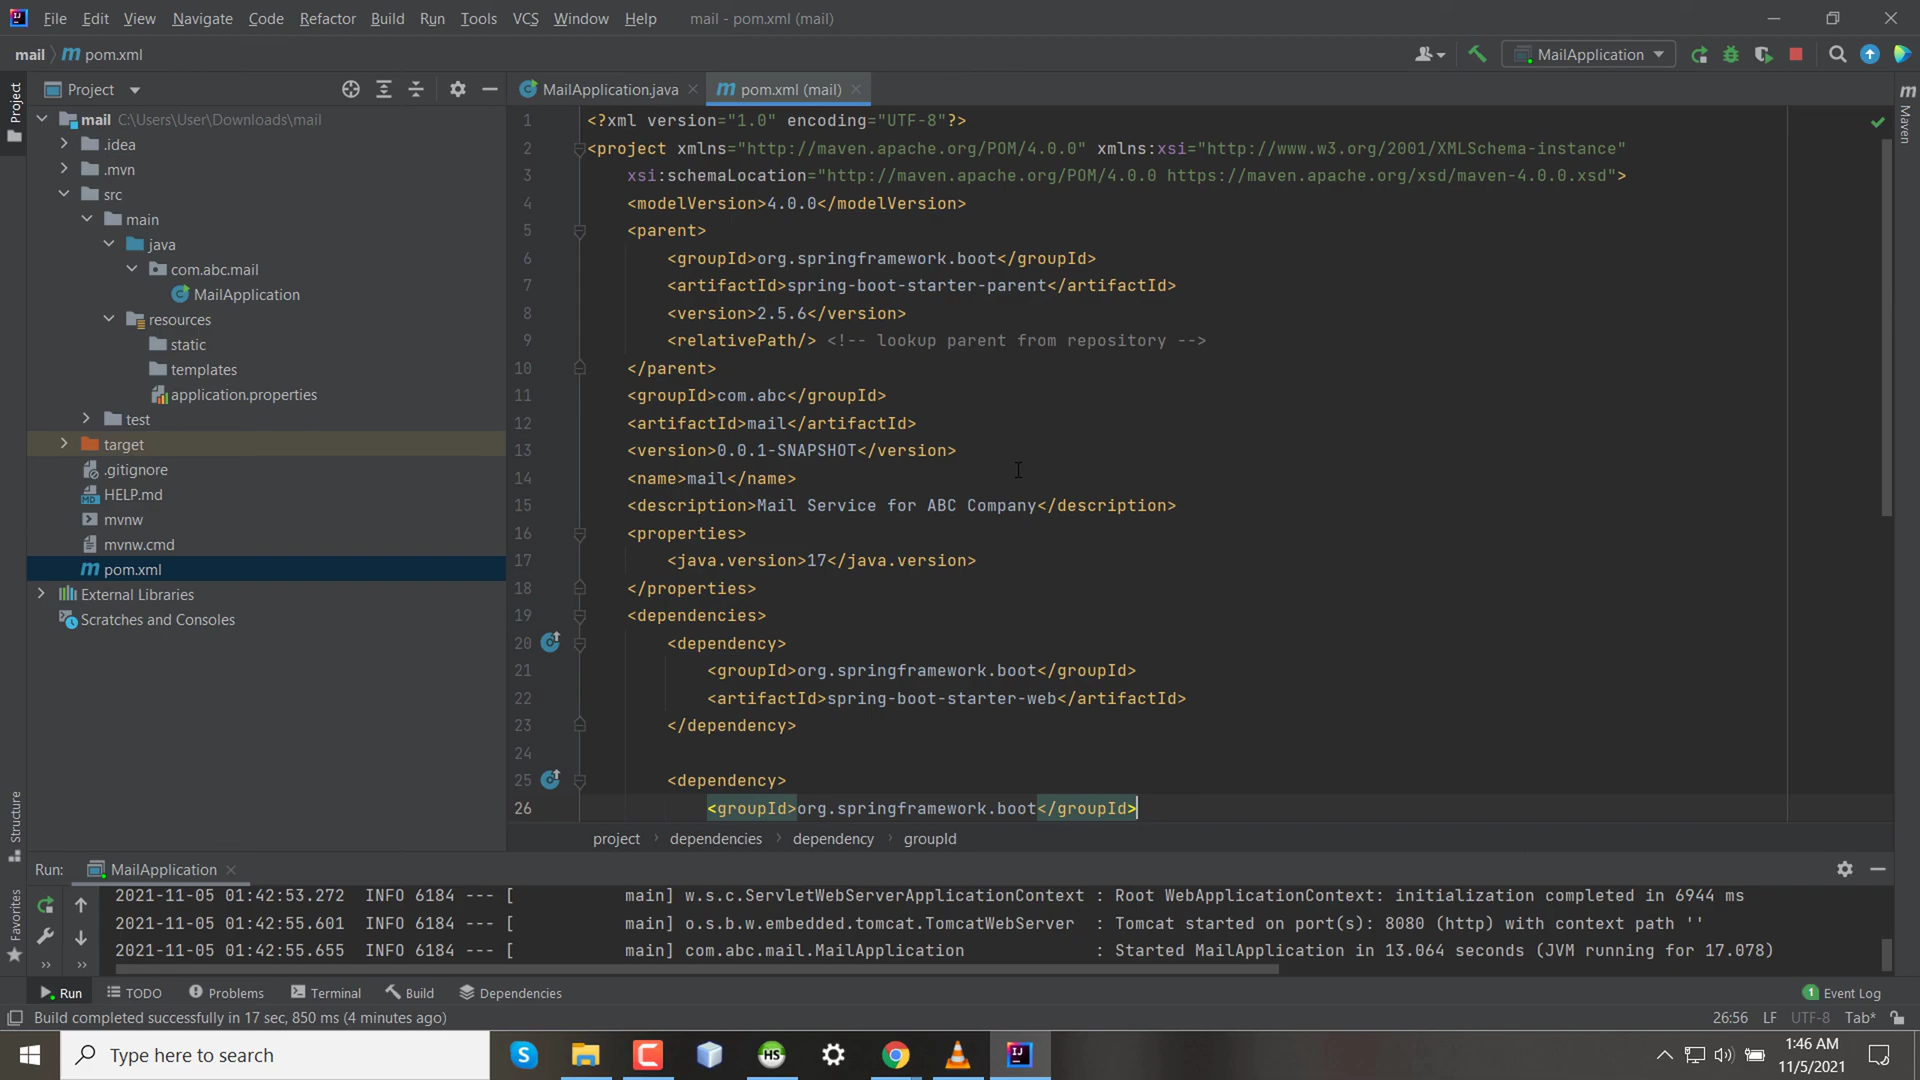 File Edit View Navigate Code Refactor Build Run Tools VCS Window Help mail - pom.xml (mail)
mail pom.xml MailApplication
Project MailApplication.java pom.xml (mail)
mail C:\Users\User\Downloads\mail
.idea
.mvn
src
main
java
com.abc.mail
MailApplication
resources
static
templates
application.properties
test
target
.gitignore
HELP.md
mvnw
mvnw.cmd
pom.xml
External Libraries
Scratches and Consoles
Project
Structure
Favorites
Maven
1 <?xml version="1.0" encoding="UTF-8"?>
2 <project xmlns="http://maven.apache.org/POM/4.0.0" xmlns:xsi="http://www.w3.org/2001/XMLSchema-instance"
3 xsi:schemaLocation="http://maven.apache.org/POM/4.0.0 https://maven.apache.org/xsd/maven-4.0.0.xsd">
4 <modelVersion>4.0.0</modelVersion>
5 <parent>
6 <groupId>org.springframework.boot</groupId>
7 <artifactId>spring-boot-starter-parent</artifactId>
8 <version>2.5.6</version>
9 <relativePath/> <!-- lookup parent from repository -->
10 </parent>
11 <groupId>com.abc</groupId>
12 <artifactId>mail</artifactId>
13 <version>0.0.1-SNAPSHOT</version>
14 <name>mail</name>
15 <description>Mail Service for ABC Company</description>
16 <properties>
17 <java.version>17</java.version>
18 </properties>
19 <dependencies>
20 <dependency>
21 <groupId>org.springframework.boot</groupId>
22 <artifactId>spring-boot-starter-web</artifactId>
23 </dependency>
24
25 <dependency>
26 <groupId>org.springframework.boot</groupId>
project dependencies dependency groupId
Run: MailApplication
2021-11-05 01:42:53.272 INFO 6184 --- [ main] w.s.c.ServletWebServerApplicationContext : Root WebApplicationContext: initialization completed in 6944 ms
2021-11-05 01:42:55.601 INFO 6184 --- [ main] o.s.b.w.embedded.tomcat.TomcatWebServer : Tomcat started on port(s): 8080 (http) with context path ''
2021-11-05 01:42:55.655 INFO 6184 --- [ main] com.abc.mail.MailApplication : Started MailApplication in 13.064 seconds (JVM running for 17.078)
Run TODO Problems Terminal Build Dependencies 1 Event Log
Build completed successfully in 17 sec, 850 ms (4 minutes ago) 26:56 LF UTF-8 Tab*
Type here to search S HS IJ 1:46 AM
11/5/2021